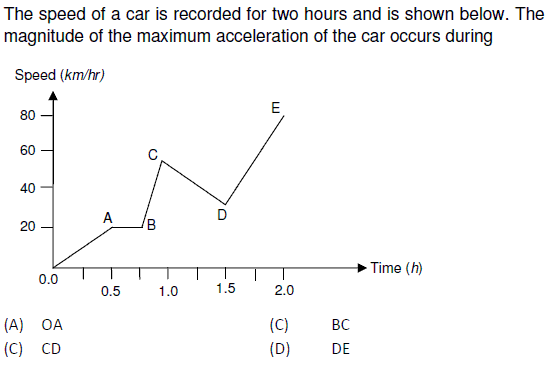 The speed of a car is recorded for two hours and is shown below. The
magnitude of the maximum acceleration of the car occurs during
Speed (km/hr)
80
E
60
C
40
A
B
D
20
Time (h)
0.0
0.5
1.0
1.5
2.0
(A) OA
(C) BC
(C) CD
(D) DE